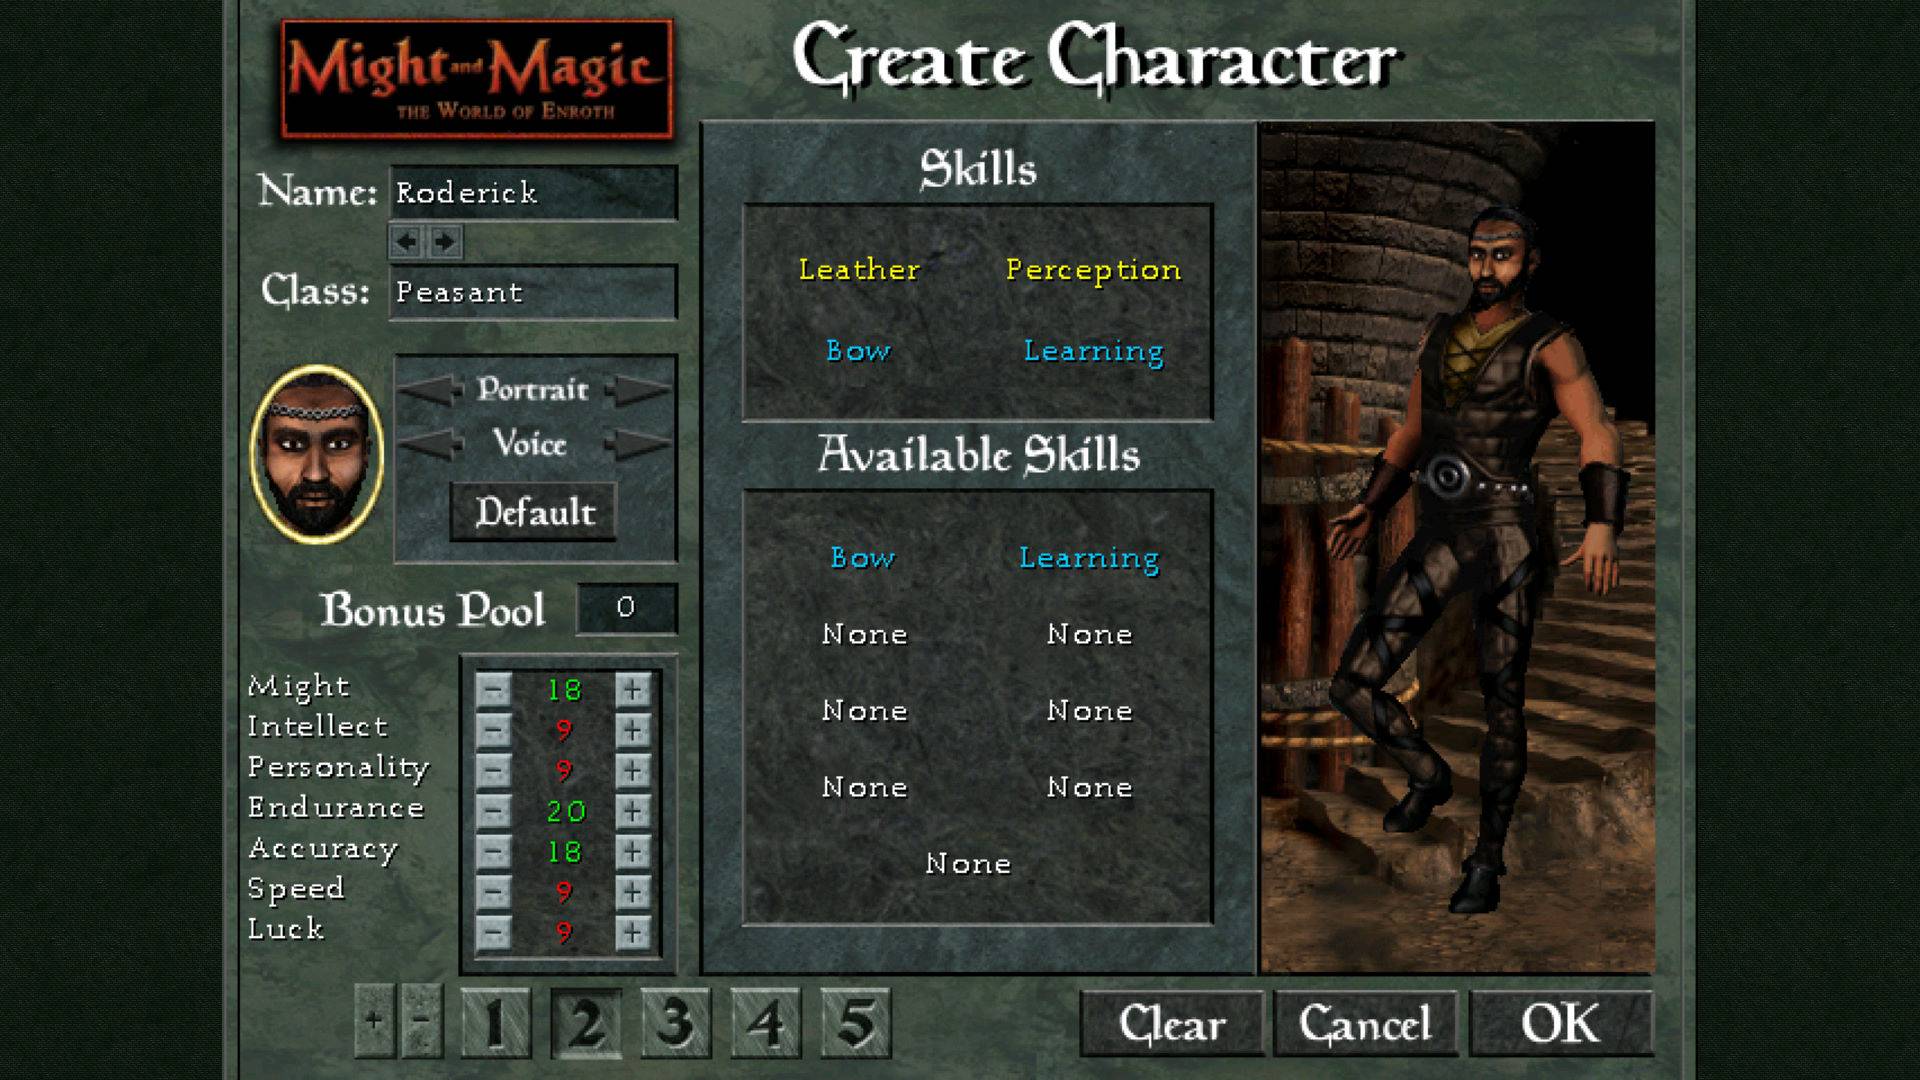 Might and Magic
THE WORLD OF ENROTH
Create Character
Name: Roderick
Class: Peasant
Portrait
Voice
Default
Bonus Pool 0
Might - 18 +
Intellect - 9 +
Personality - 9 +
Endurance - 20 +
Accuracy - 18 +
Speed - 9 +
Luck - 9 +
Skills
Leather Perception
Bow Learning
Available Skills
Bow Learning
None None
None None
None None
None
+ - 1 2 3 4 5
Clear Cancel OK